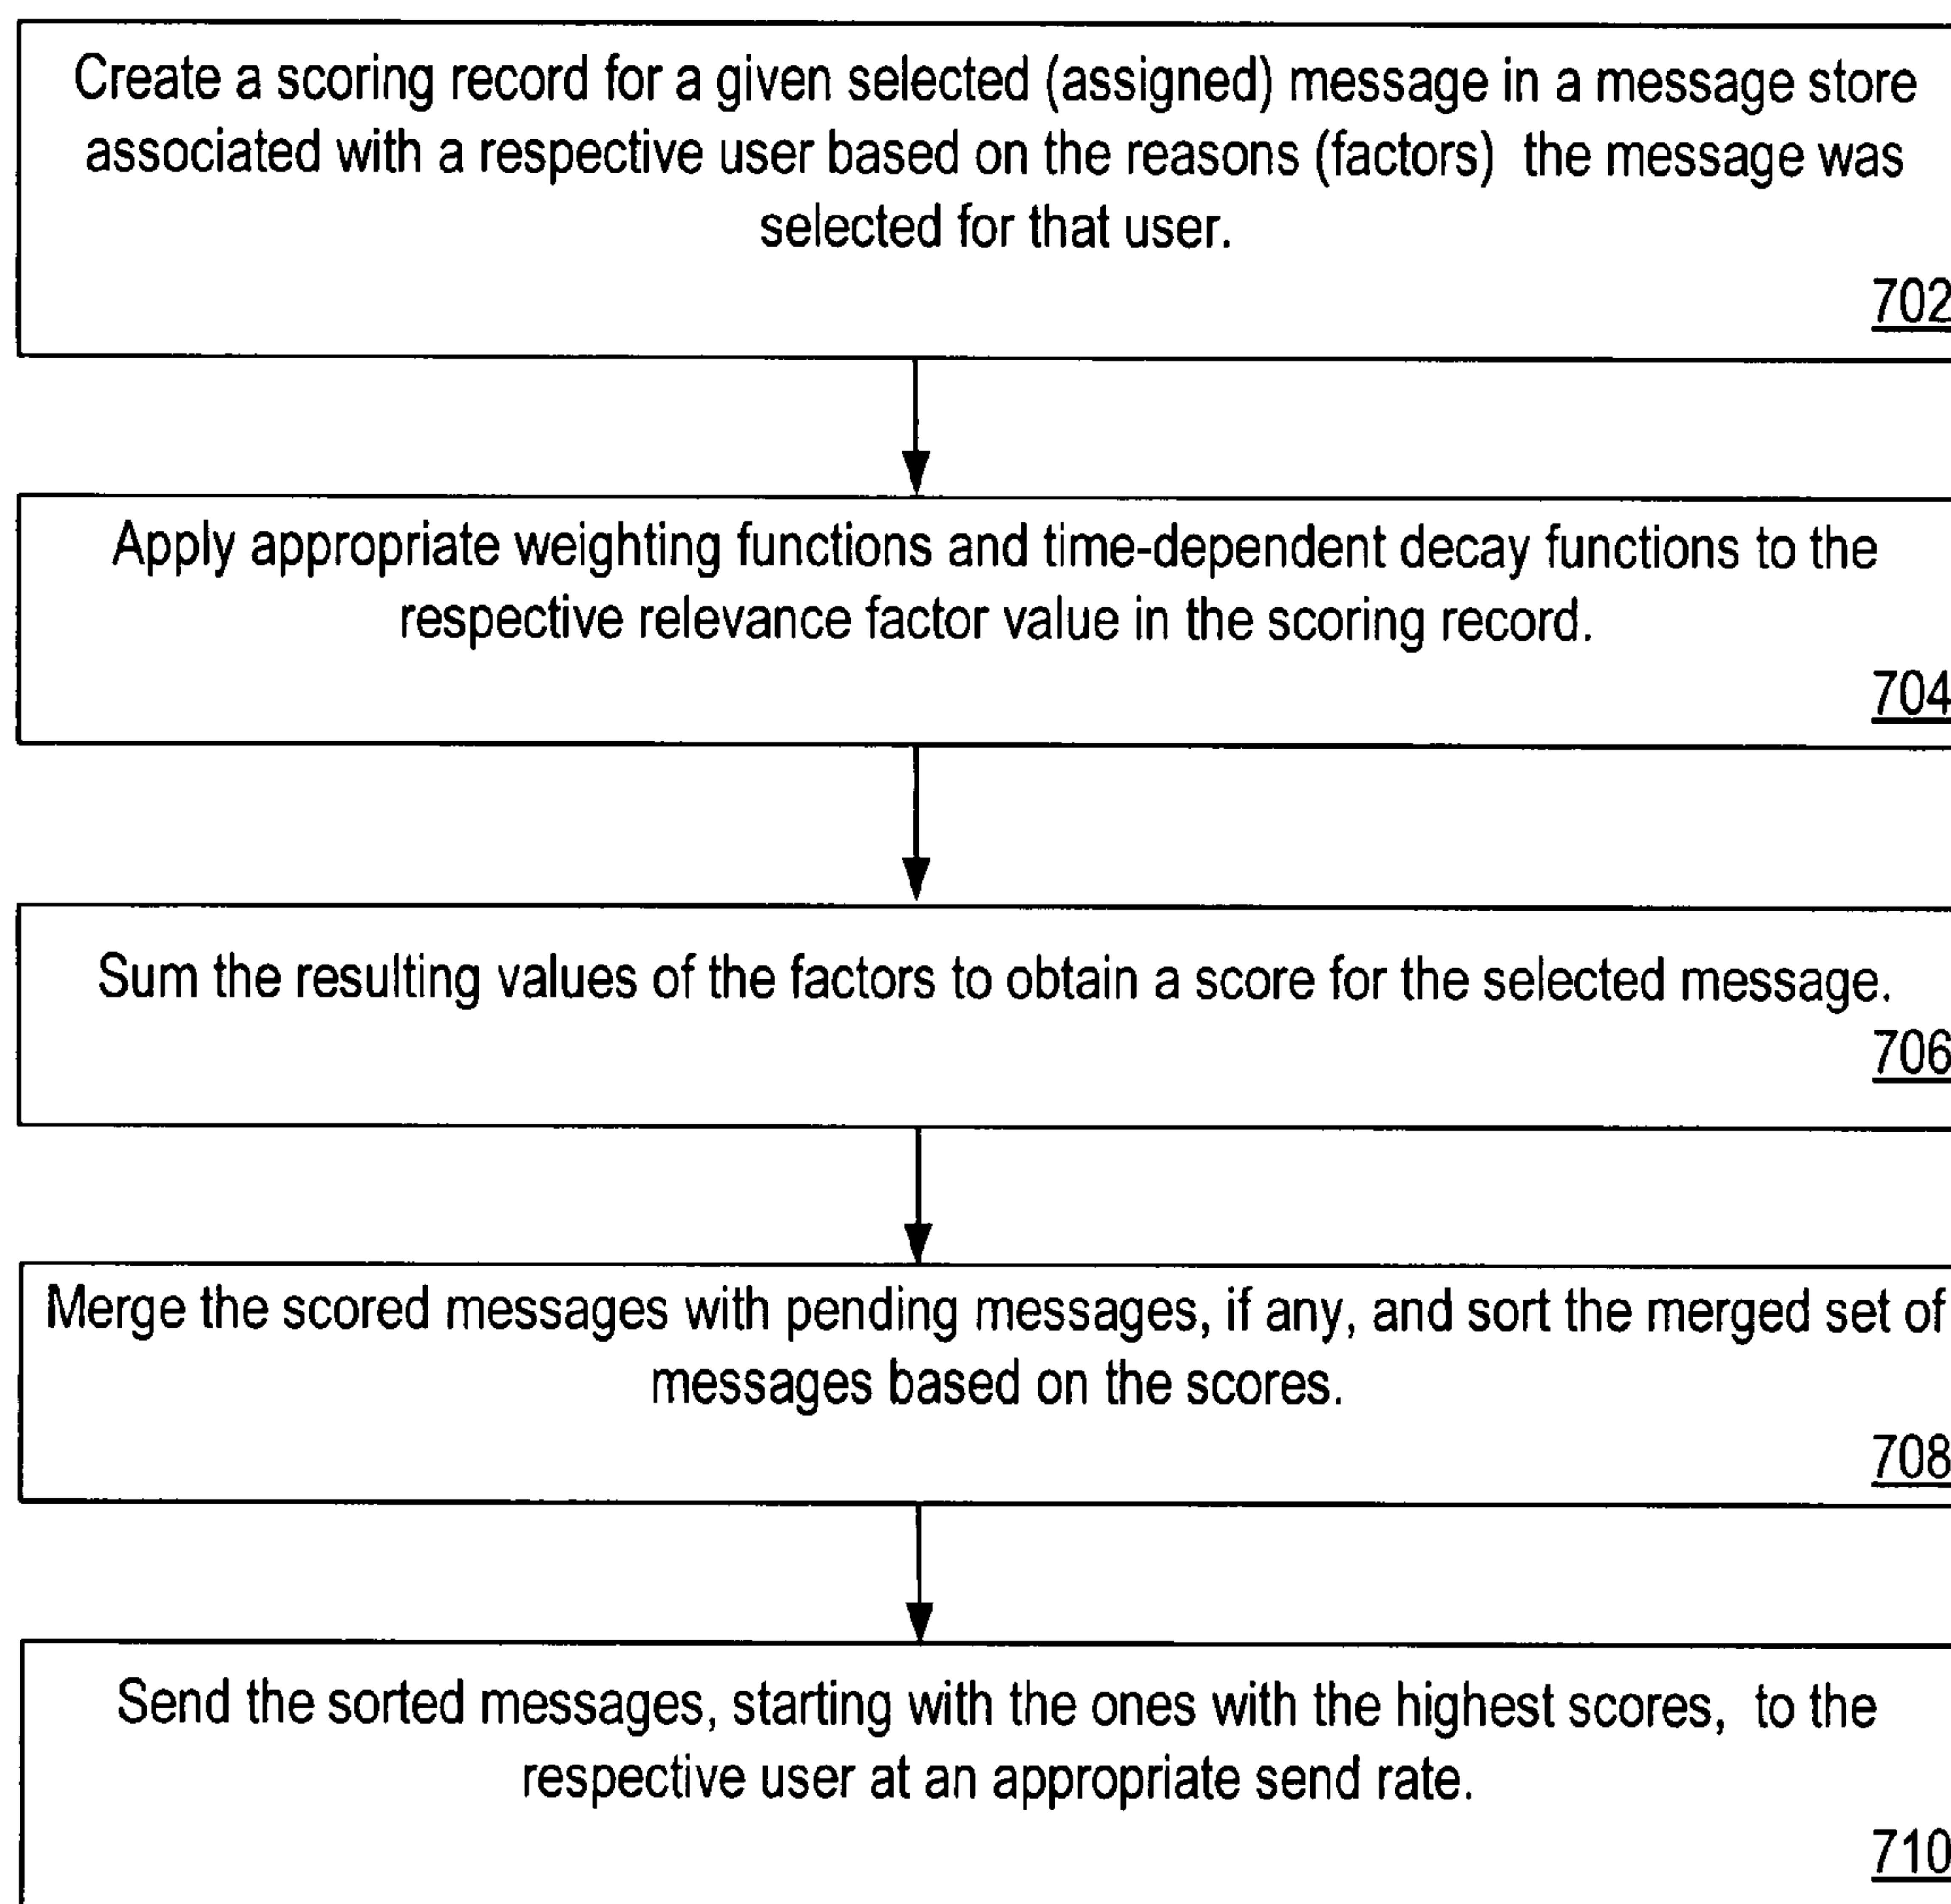 Create a scoring record for a given selected (assigned) message in a message store
associated with a respective user based on the reasons (factors) the message was
selected for that user.
702
Apply appropriate weighting functions and time-dependent decay functions to the
respective relevance factor value in the scoring record.
704
Sum the resulting values of the factors to obtain a score for the selected message.
706
Merge the scored messages with pending messages, if any, and sort the merged set of
messages based on the scores.
708
Send the sorted messages, starting with the ones with the highest scores, to the
respective user at an appropriate send rate.
710